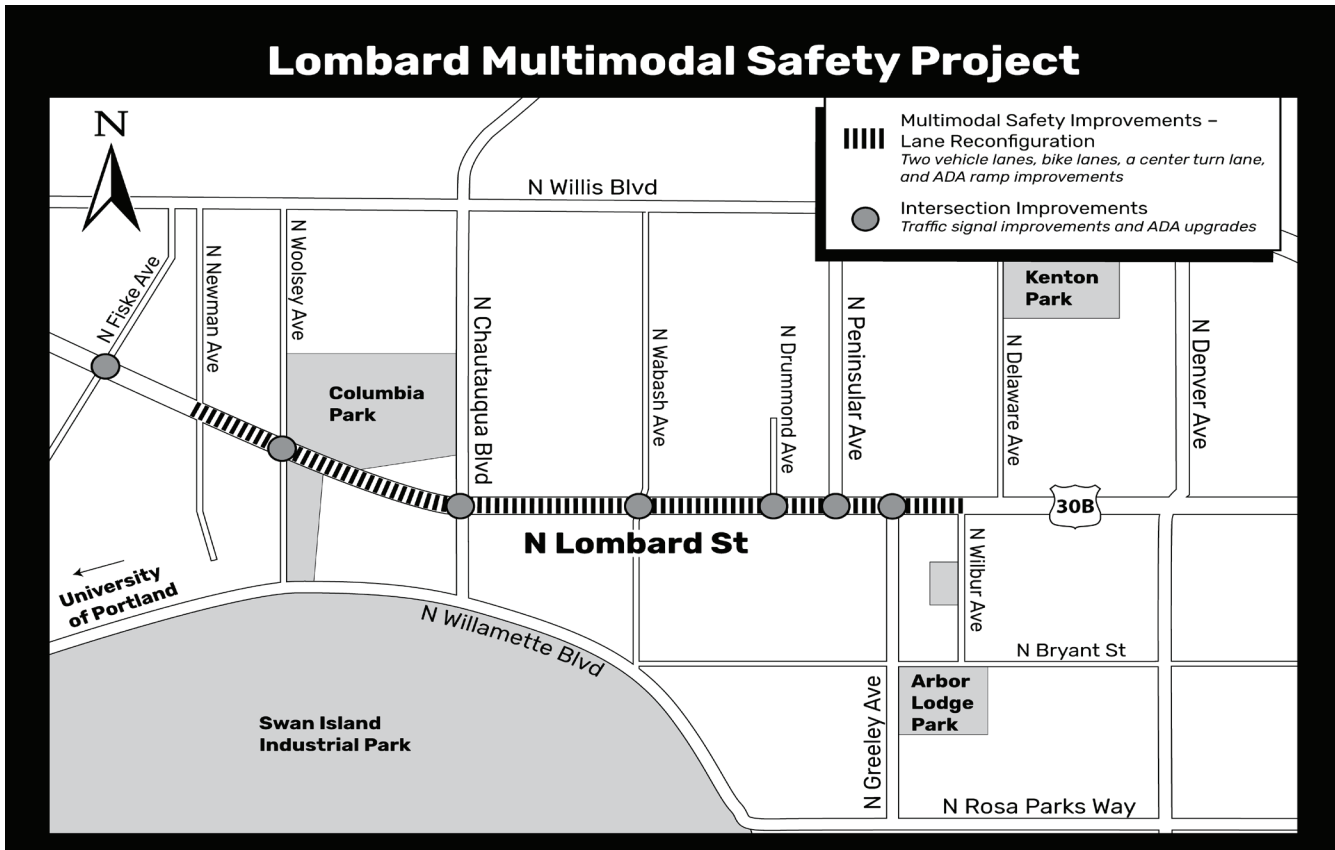 Lombard Multimodal Safety Project
N
Multimodal Safety Improvements –
Lane Reconfiguration
Two vehicle lanes, bike lanes, a center turn lane,
and ADA ramp improvements
Intersection Improvements
Traffic signal improvements and ADA upgrades
N Willis Blvd
N Fiske Ave
N Newman Ave
N Woolsey Ave
N Chautauqua Blvd
N Wabash Ave
N Drummond Ave
N Peninsular Ave
Kenton
Park
N Delaware Ave
N Denver Ave
Columbia
Park
30B
N Lombard St
N Wilbur Ave
University
of Portland
N Willamette Blvd
N Bryant St
Arbor
Lodge
Park
N Greeley Ave
Swan Island
Industrial Park
N Rosa Parks Way